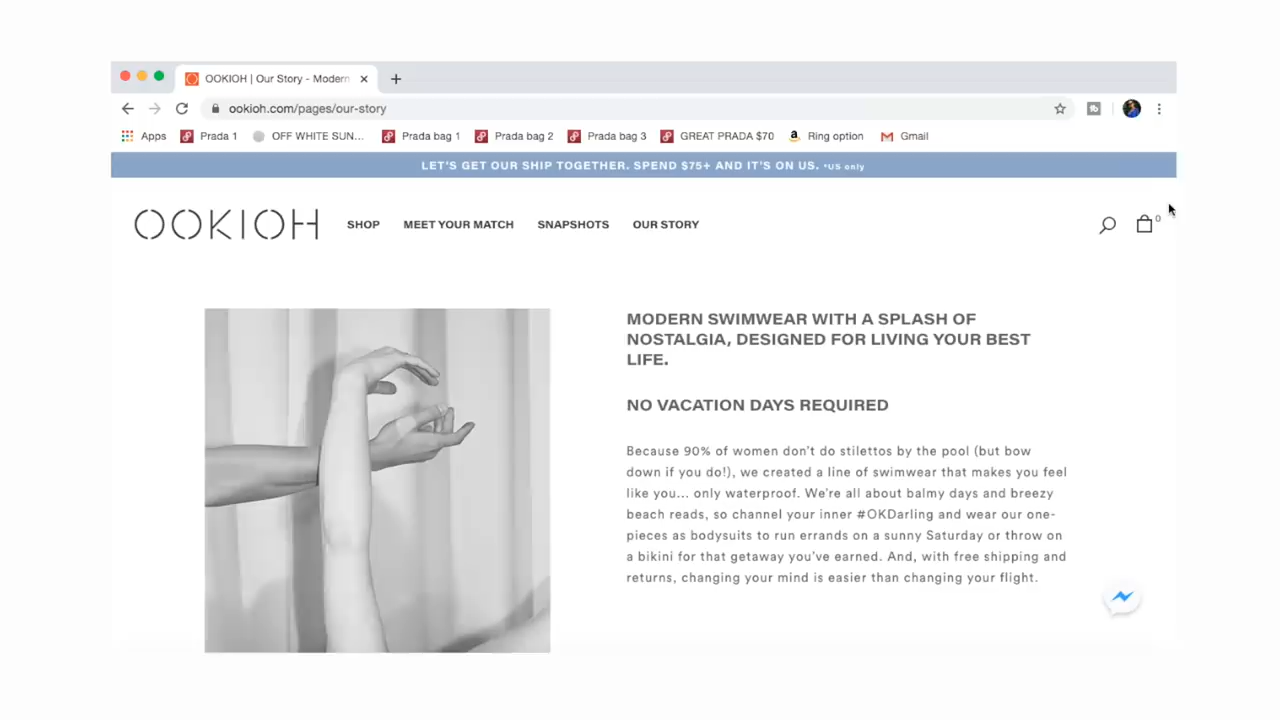 OOKIOH | Our Story - Modern
ookioh.com/pages/our-story
Apps Prada 1 OFF WHITE SUN... Prada bag 1 Prada bag 2 Prada bag 3 GREAT PRADA $70 Ring option Gmail
LET'S GET OUR SHIP TOGETHER. SPEND $75+ AND IT'S ON US. *US only
OOKIOH SHOP MEET YOUR MATCH SNAPSHOTS OUR STORY 0
MODERN SWIMWEAR WITH A SPLASH OF
NOSTALGIA, DESIGNED FOR LIVING YOUR BEST
LIFE.
NO VACATION DAYS REQUIRED
Because 90% of women don't do stilettos by the pool (but bow
down if you do!), we created a line of swimwear that makes you feel
like you... only waterproof. We're all about balmy days and breezy
beach reads, so channel your inner #OKDarling and wear our one-
pieces as bodysuits to run errands on a sunny Saturday or throw on
a bikini for that getaway you've earned. And, with free shipping and
returns, changing your mind is easier than changing your flight.